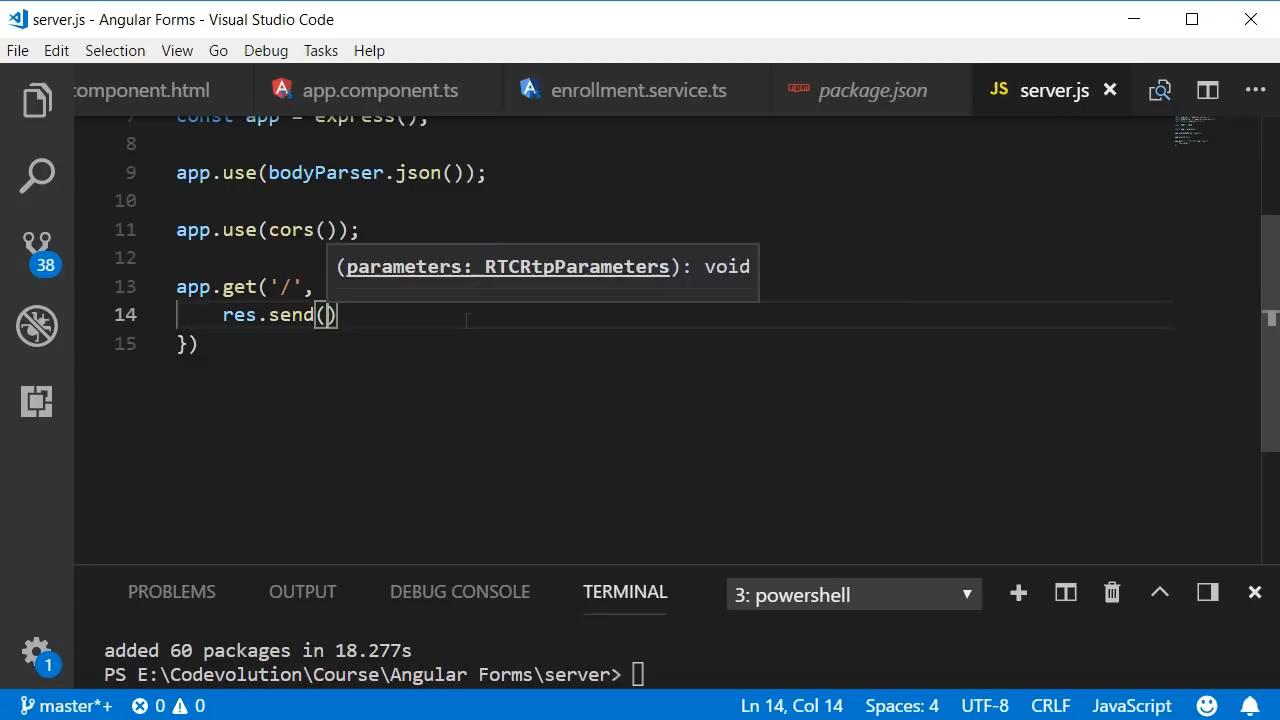 server.js - Angular Forms - Visual Studio Code
File Edit Selection View Go Debug Tasks Help
component.html app.component.ts enrollment.service.ts package.json JS server.js
7 const app = express();
8
9 app.use(bodyParser.json());
10
11 app.use(cors());
12
(parameters: RTCRtpParameters): void
13 app.get('/',
14 res.send()
15 })
PROBLEMS OUTPUT DEBUG CONSOLE TERMINAL 3: powershell
added 60 packages in 18.277s
PS E:\Codevolution\Course\Angular Forms\server>
38
1
master*+ 0 0 Ln 14, Col 14 Spaces: 4 UTF-8 CRLF JavaScript